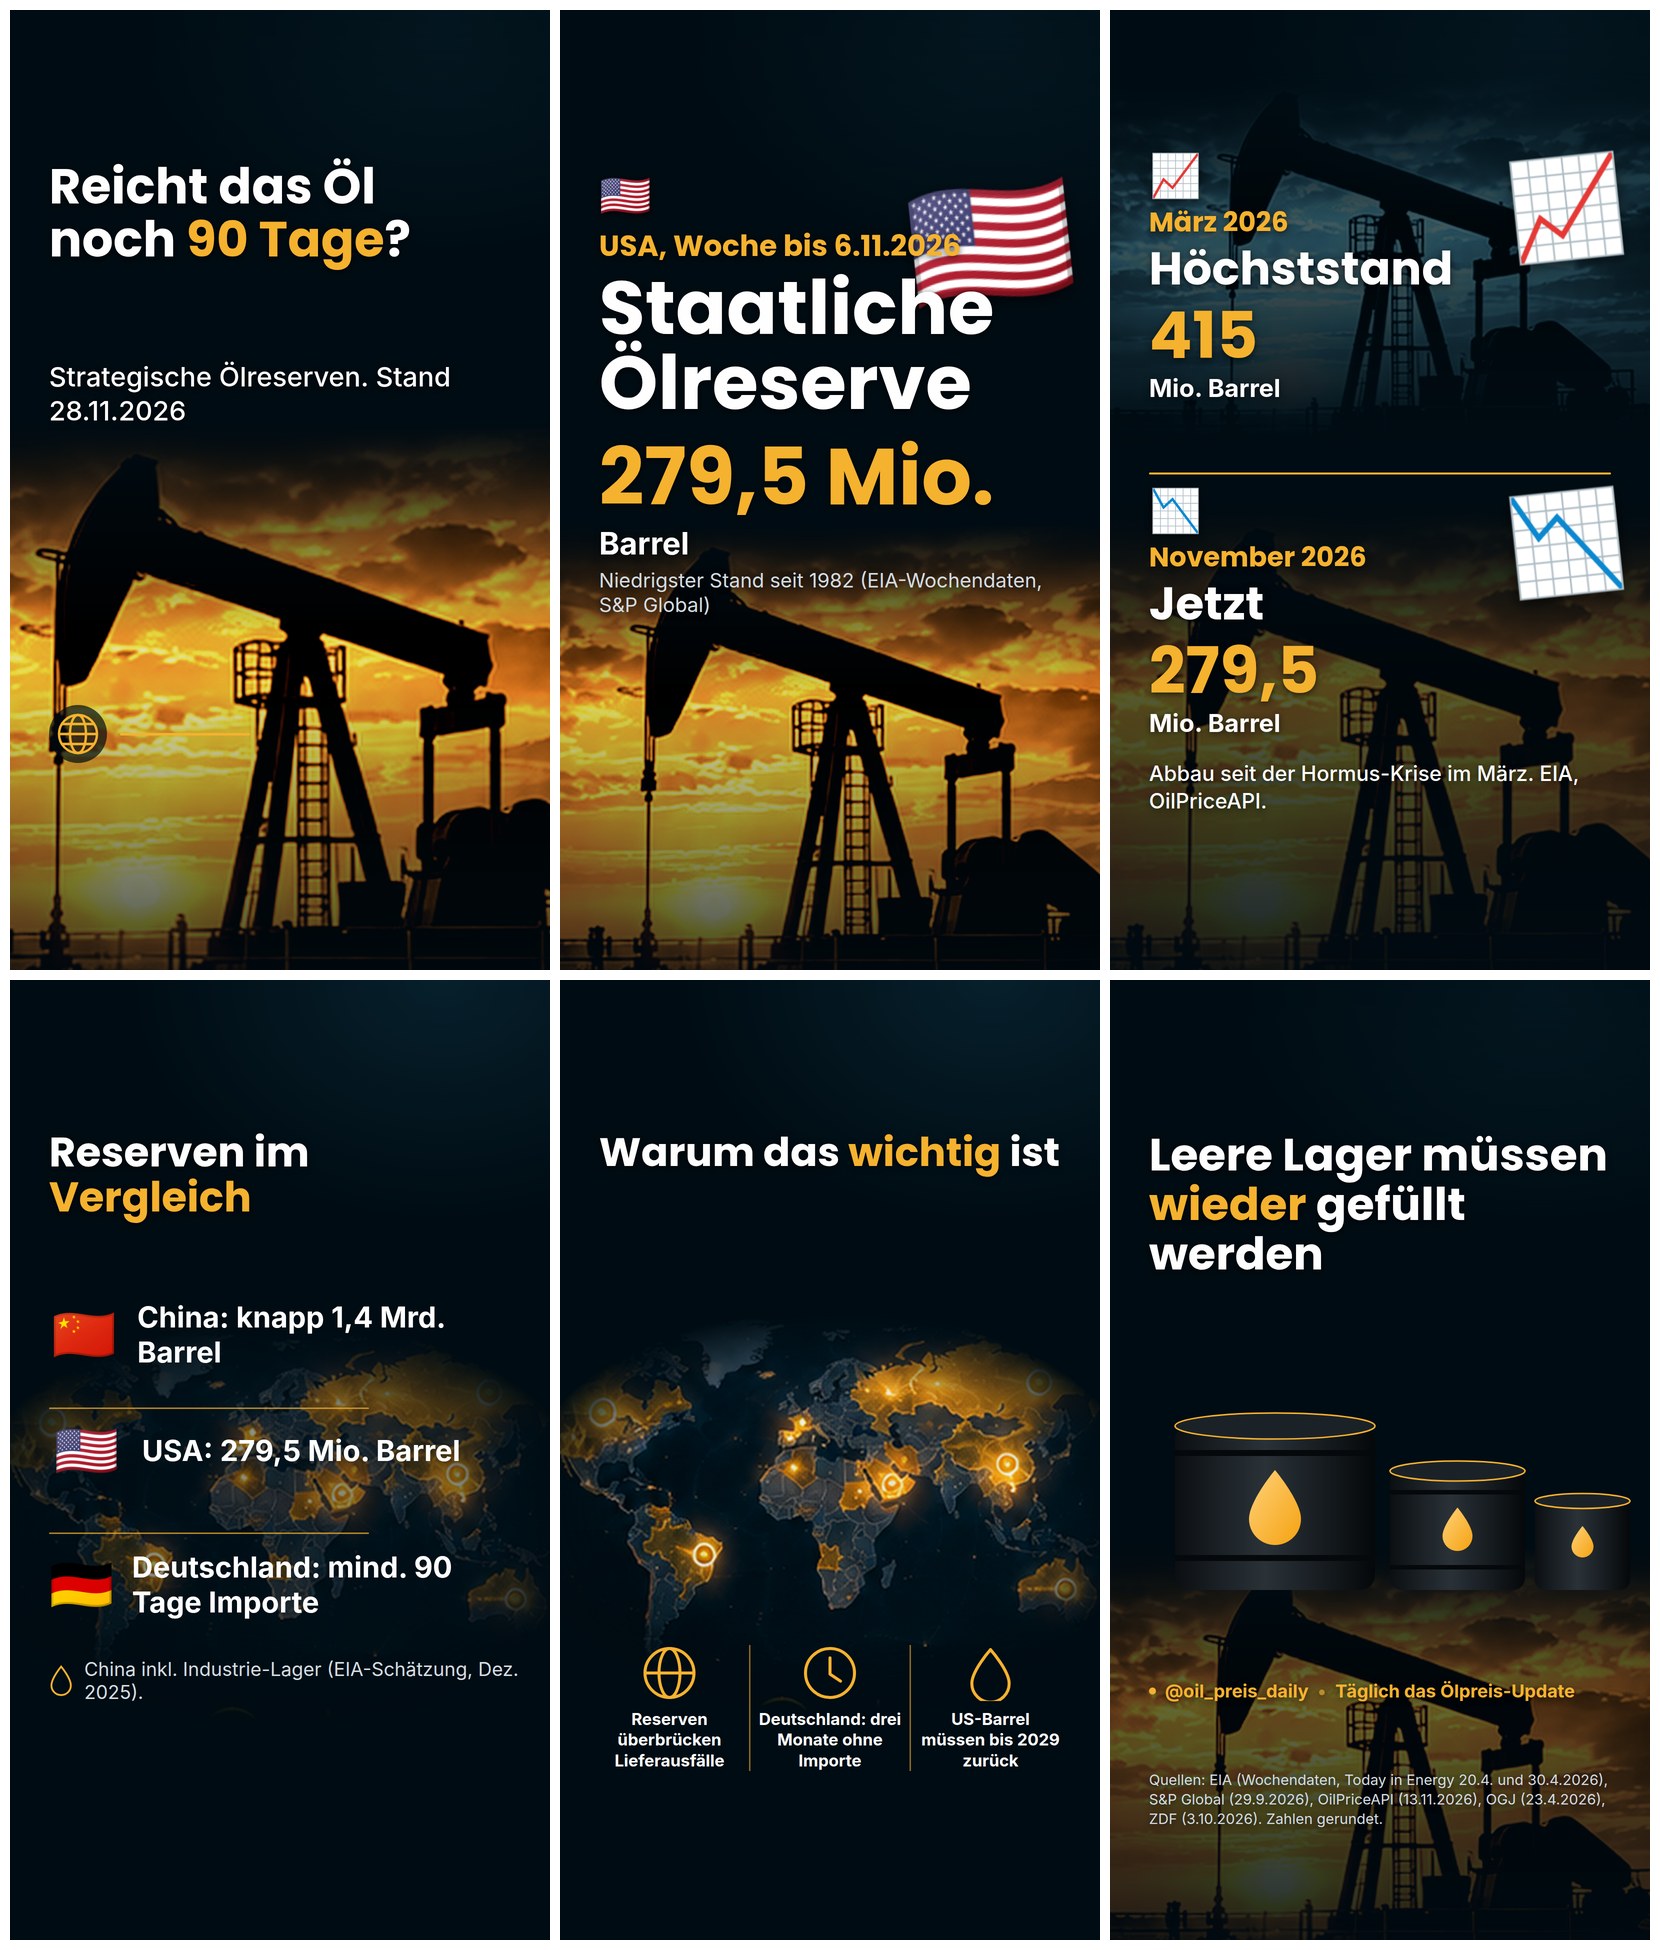 Reicht das Öl
noch 90 Tage?
Strategische Ölreserven. Stand
28.11.2026
USA, Woche bis 6.11.2026
Staatliche
Ölreserve
279,5 Mio.
Barrel
Niedrigster Stand seit 1982 (EIA-Wochendaten,
S&P Global)
März 2026
Höchststand
415
Mio. Barrel
November 2026
Jetzt
279,5
Mio. Barrel
Abbau seit der Hormus-Krise im März. EIA,
OilPriceAPI.
Reserven im
Vergleich
China: knapp 1,4 Mrd.
Barrel
USA: 279,5 Mio. Barrel
Deutschland: mind. 90
Tage Importe
China inkl. Industrie-Lager (EIA-Schätzung, Dez.
2025).
Warum das wichtig ist
Reserven
überbrücken
Lieferausfälle
Deutschland: drei
Monate ohne
Importe
US-Barrel
müssen bis 2029
zurück
Leere Lager müssen
wieder gefüllt
werden
• @oil_preis_daily • Täglich das Ölpreis-Update
Quellen: EIA (Wochendaten, Today in Energy 20.4. und 30.4.2026),
S&P Global (29.9.2026), OilPriceAPI (13.11.2026), OGJ (23.4.2026),
ZDF (3.10.2026). Zahlen gerundet.